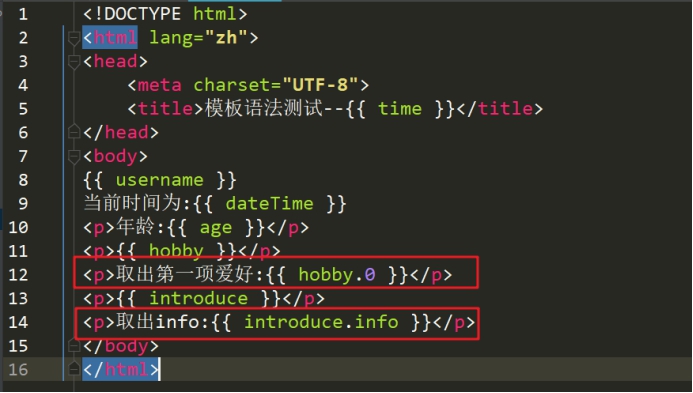 1 <!DOCTYPE html>
2 <html lang="zh">
3 <head>
4 <meta charset="UTF-8">
5 <title>模板语法测试--{{ time }}</title>
6 </head>
7 <body>
8 {{ username }}
9 当前时间为:{{ dateTime }}
10 <p>年龄:{{ age }}</p>
11 <p>{{ hobby }}</p>
12 <p>取出第一项爱好:{{ hobby.0 }}</p>
13 <p>{{ introduce }}</p>
14 <p>取出info:{{ introduce.info }}</p>
15 </body>
16 </html>